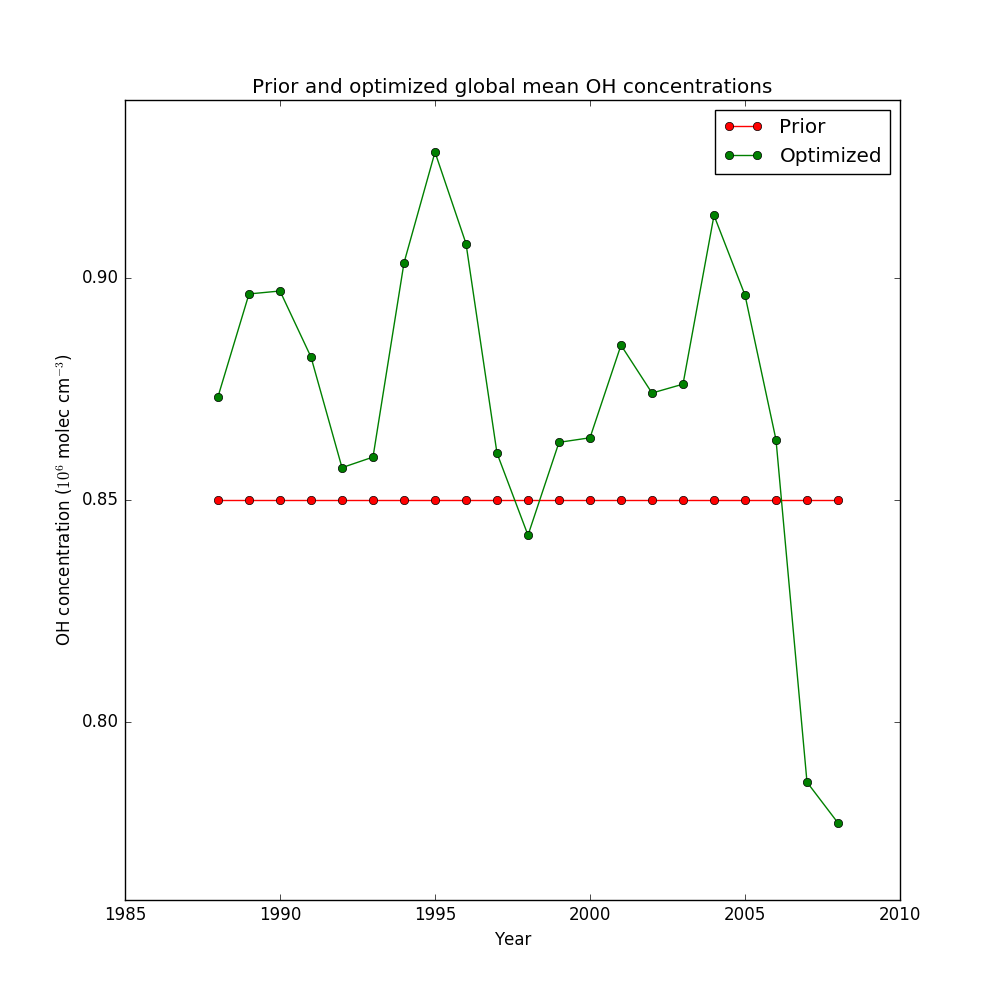 Prior and optimized global mean OH concentrations
Prior
Optimized
0.90
0.85
0.80
OH concentration (10⁶ molec cm⁻³)
1985 1990 1995 2000 2005 2010
Year